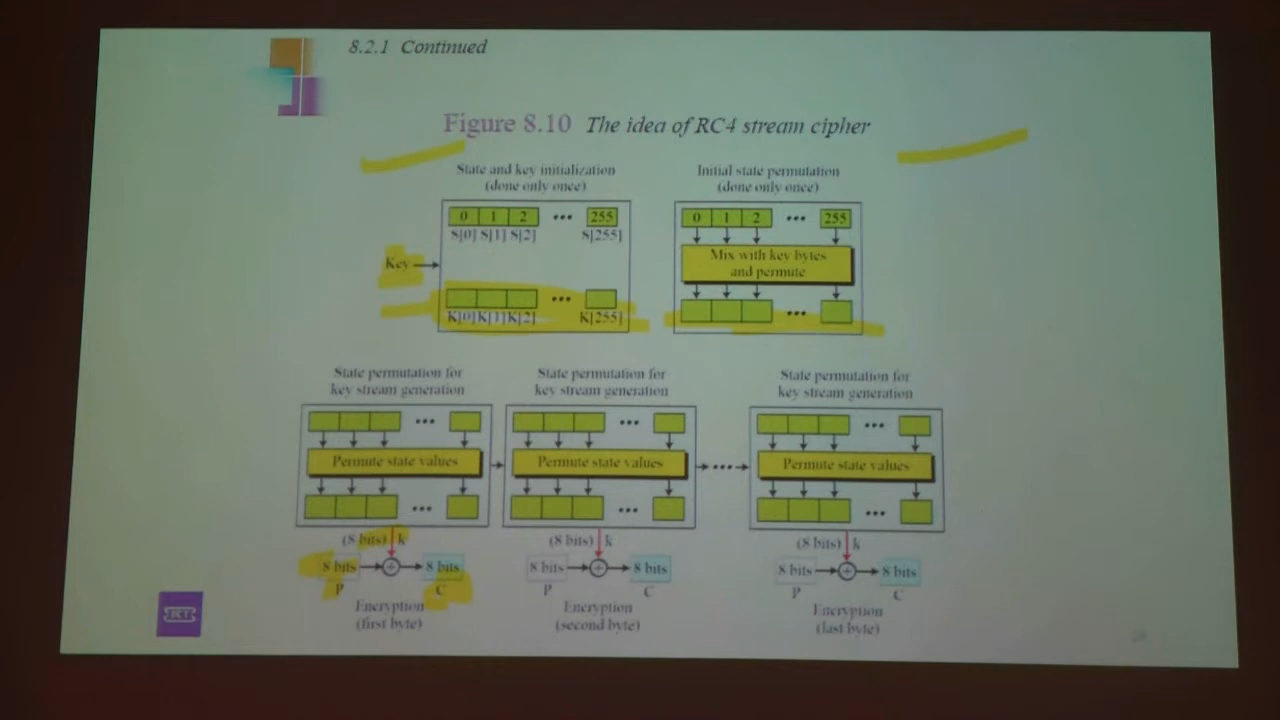 8.2.1 Continued
Figure 8.10 The idea of RC4 stream cipher
State and key initialization
(done only once)
0 1 2 ••• 255
S[0] S[1] S[2] S[255]
Key
•••
K[0] K[1] K[2] K[255]
Initial state permutation
(done only once)
0 1 2 ••• 255
Mix with key bytes
and permute
•••
State permutation for
key stream generation
•••
Permute state values
•••
(8 bits) k
8 bits + 8 bits
P C
Encryption
(first byte)
State permutation for
key stream generation
•••
Permute state values
•••
(8 bits) k
8 bits + 8 bits
P C
Encryption
(second byte)
•••
State permutation for
key stream generation
•••
Permute state values
•••
(8 bits) k
8 bits + 8 bits
P C
Encryption
(last byte)